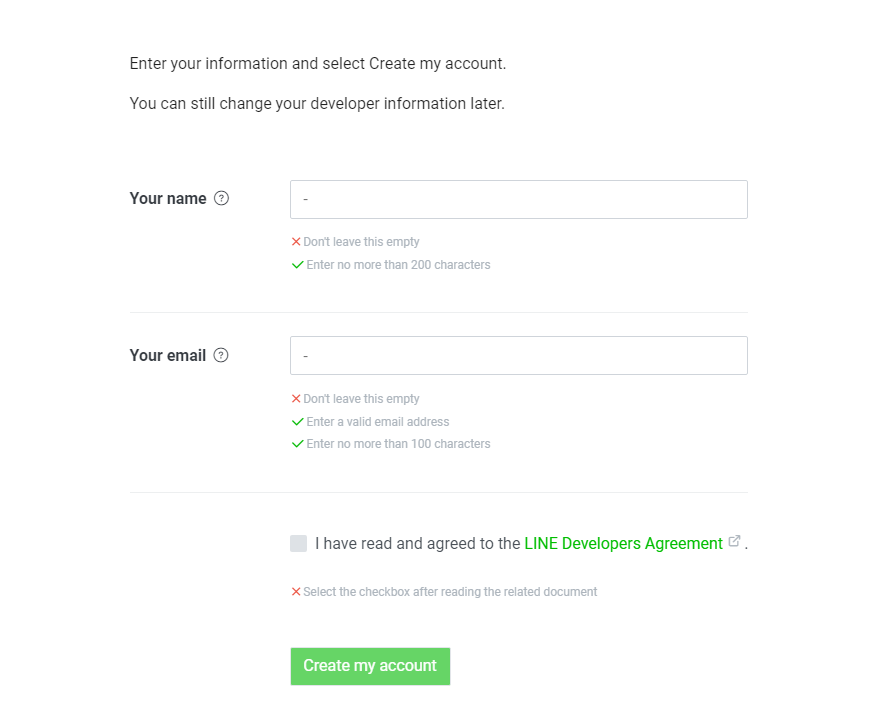 Enter your information and select Create my account.
You can still change your developer information later.
Your name ?
-
Don't leave this empty
Enter no more than 200 characters
Your email ?
-
Don't leave this empty
Enter a valid email address
Enter no more than 100 characters
I have read and agreed to the LINE Developers Agreement .
Select the checkbox after reading the related document
Create my account